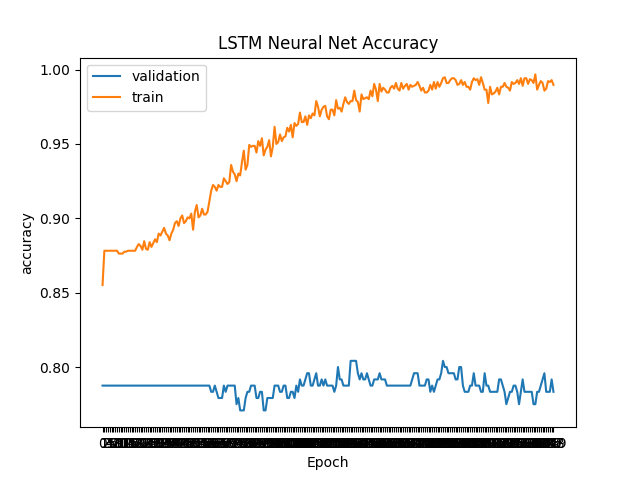 LSTM Neural Net Accuracy
validation
train
1.00
0.95
0.90
0.85
0.80
accuracy
Epoch